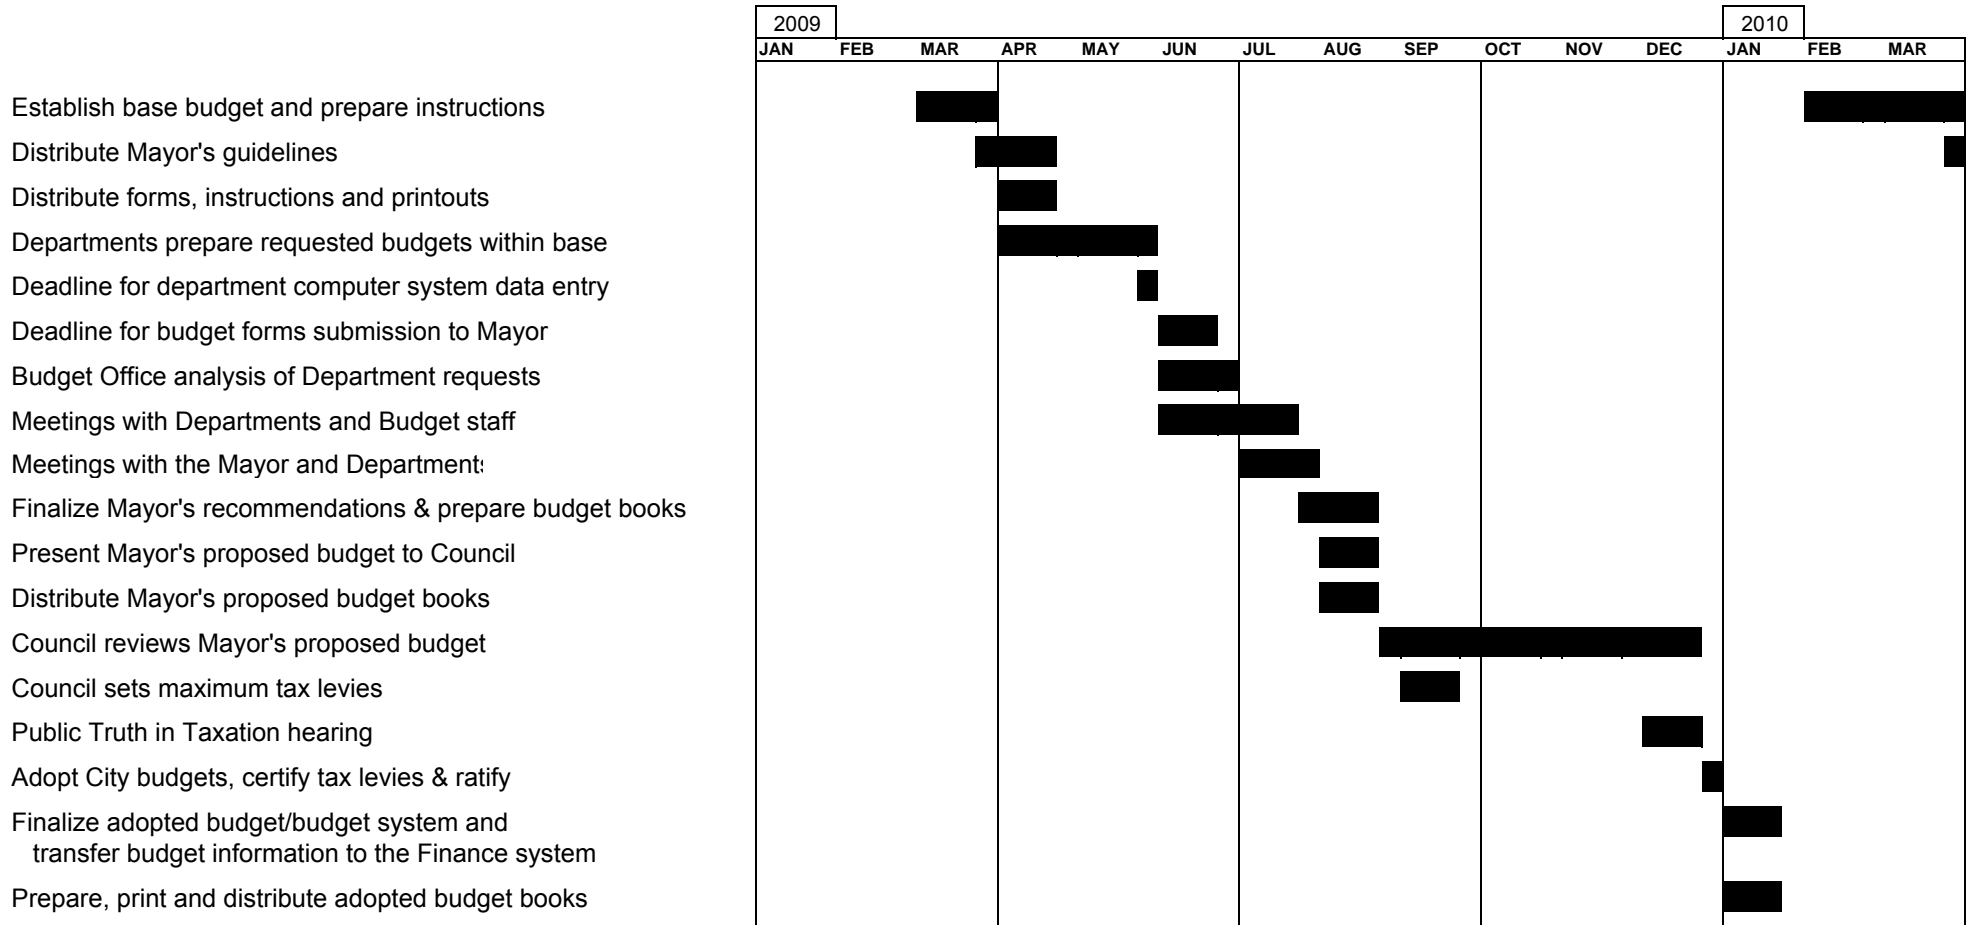 2009 2010
JAN FEB MAR APR MAY JUN JUL AUG SEP OCT NOV DEC JAN FEB MAR
Establish base budget and prepare instructions
Distribute Mayor's guidelines
Distribute forms, instructions and printouts
Departments prepare requested budgets within base
Deadline for department computer system data entry
Deadline for budget forms submission to Mayor
Budget Office analysis of Department requests
Meetings with Departments and Budget staff
Meetings with the Mayor and Departments
Finalize Mayor's recommendations & prepare budget books
Present Mayor's proposed budget to Council
Distribute Mayor's proposed budget books
Council reviews Mayor's proposed budget
Council sets maximum tax levies
Public Truth in Taxation hearing
Adopt City budgets, certify tax levies & ratify
Finalize adopted budget/budget system and
transfer budget information to the Finance system
Prepare, print and distribute adopted budget books